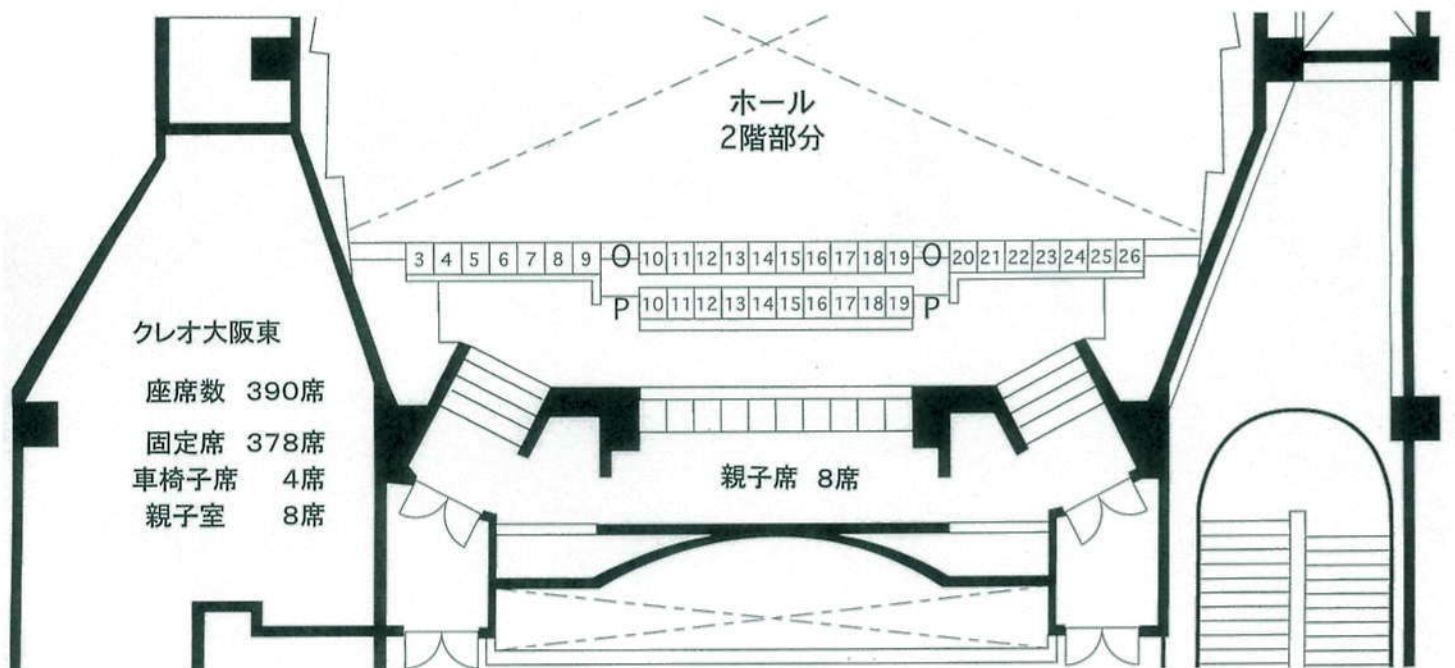 ホール
2階部分
3 4 5 6 7 8 9 O 10 11 12 13 14 15 16 17 18 19 O 20 21 22 23 24 25 26
P 10 11 12 13 14 15 16 17 18 19 P
クレオ大阪東
座席数 390席
固定席 378席
車椅子席 4席
親子室 8席
親子席 8席